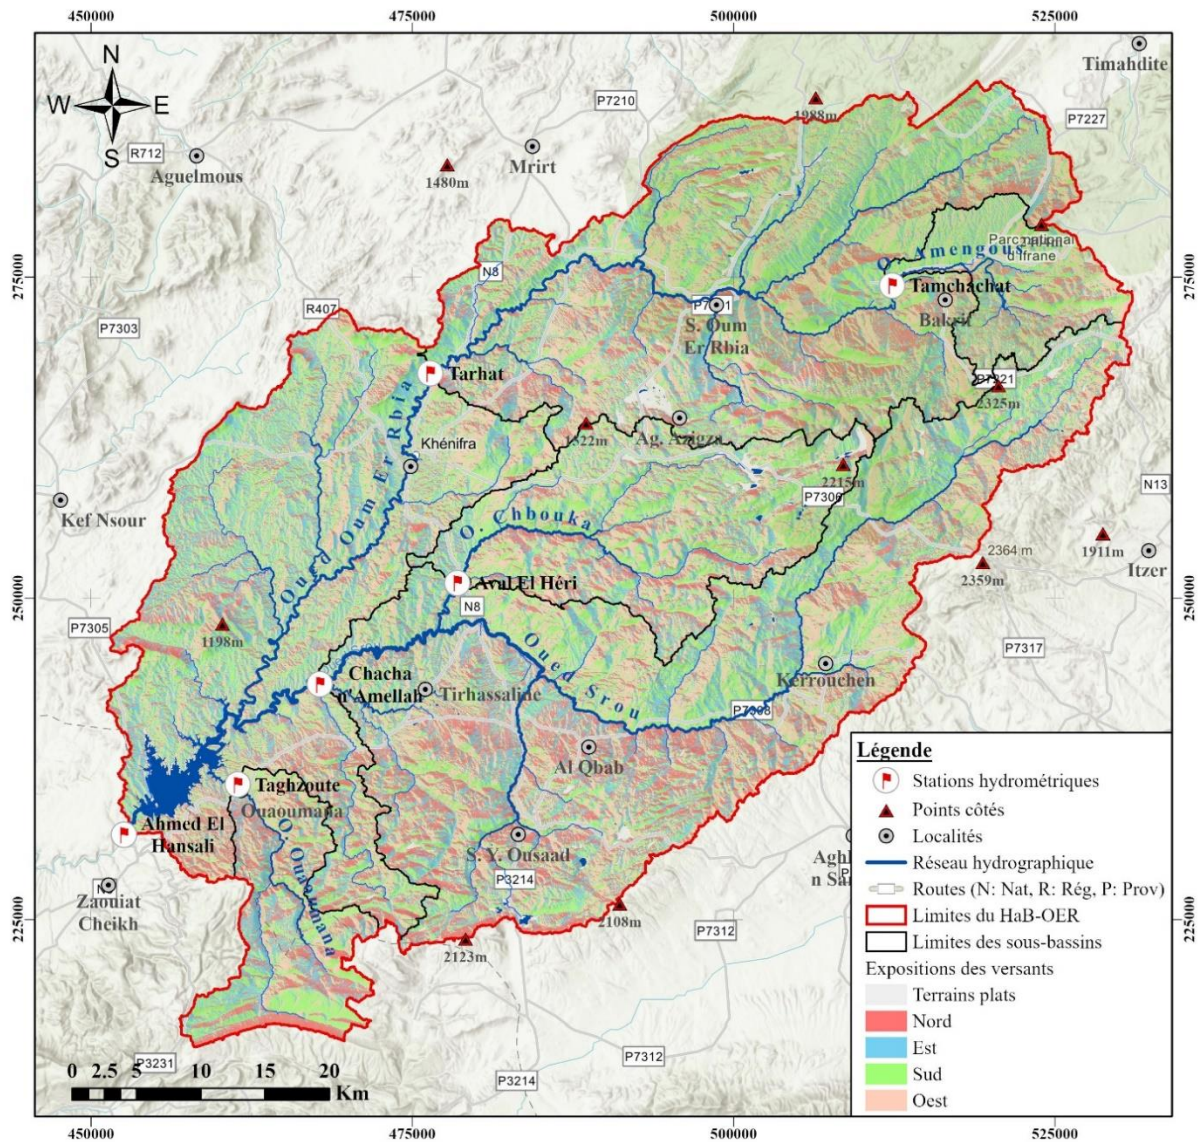 450000
475000
500000
525000
Timahdite
N
W
E
S
P7210
1988m
P7227
R712
Aguelmous
Mrirt
1480m
Parc national
d'Ifrane
O. Amengous
275000
275000
N8
Tamchachat
Bakrit
R407
P7303
S. Oum
Er Rbia
Tarhat
2325m
1522m
Ag. Azigza
Khénifra
Oued Oum Er Rbia
2215m
P7306
N13
Kef Nsour
O. Chbouka
1911m
2364 m
2359m
Itzer
Aval El Héri
250000
250000
N8
P7305
1198m
P7317
Oued Srou
Kerrouchen
Chacha
n'Amellah
Tirhassaline
P7308
Al Qbab
Taghzoute
Ouaoumana
Ahmed El
Hansali
O. Ouaoumana
S. Y. Ousaad
P3214
Zaouiat
Cheikh
225000
225000
2108m
P7312
2123m
P3231
P7312
P3214
0 2.5 5 10 15 20
Km
Légende
Stations hydrométriques
Points côtés
Localités
Réseau hydrographique
Routes (N: Nat, R: Rég, P: Prov)
Limites du HaB-OER
Limites des sous-bassins
Expositions des versants
Terrains plats
Nord
Est
Sud
Oest
450000
475000
500000
525000